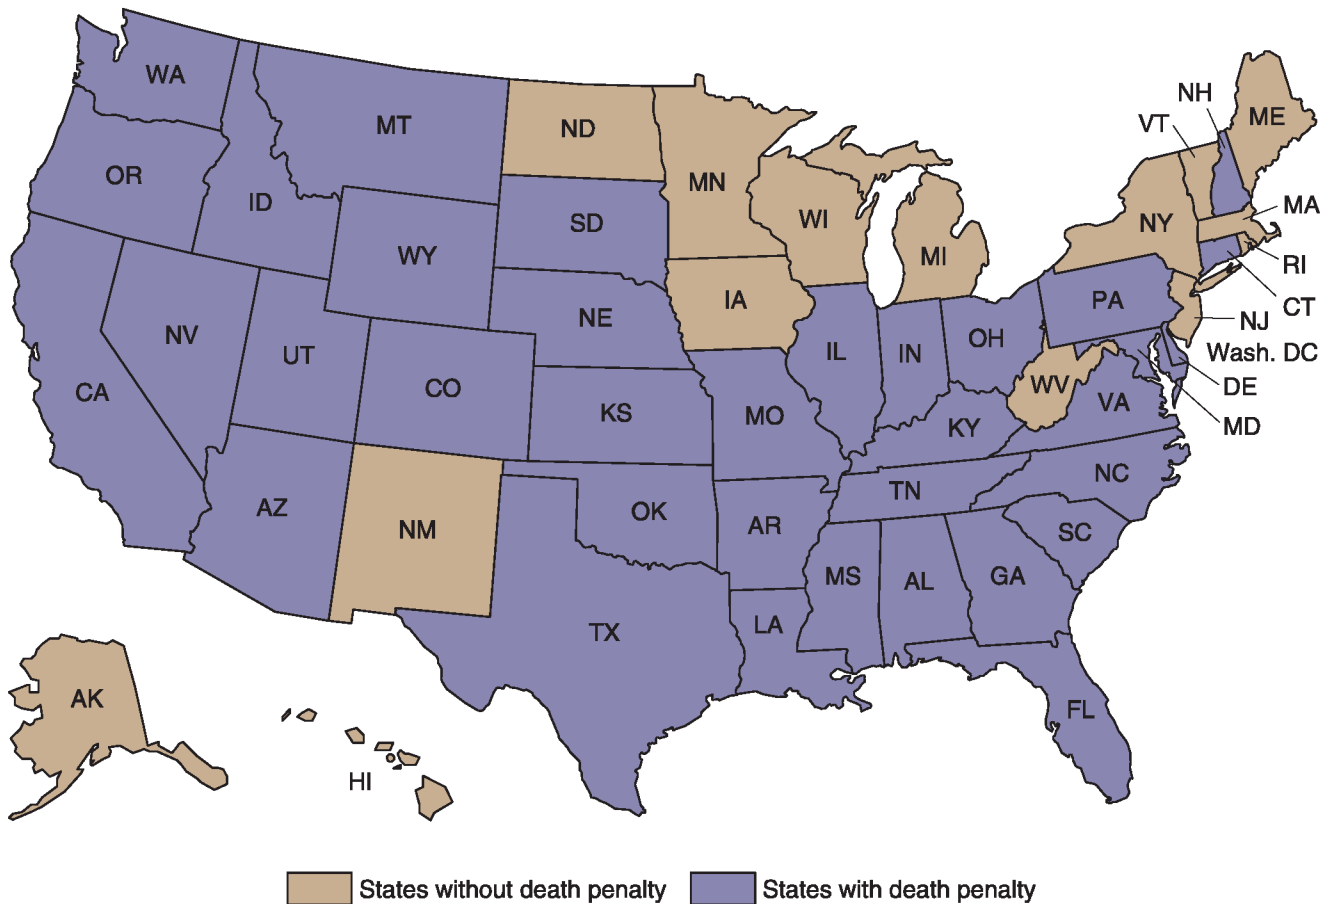 WA
MT
ND
MN
NH
VT
ME
OR
ID
SD
WI
NY
MA
WY
MI
RI
IA
PA
CT
NE
NJ
NV
UT
IL
IN
OH
Wash. DC
CA
CO
WV
DE
KS
MO
VA
KY
MD
AZ
NM
OK
AR
TN
NC
SC
MS
AL
GA
TX
LA
AK
FL
HI
States without death penalty
States with death penalty